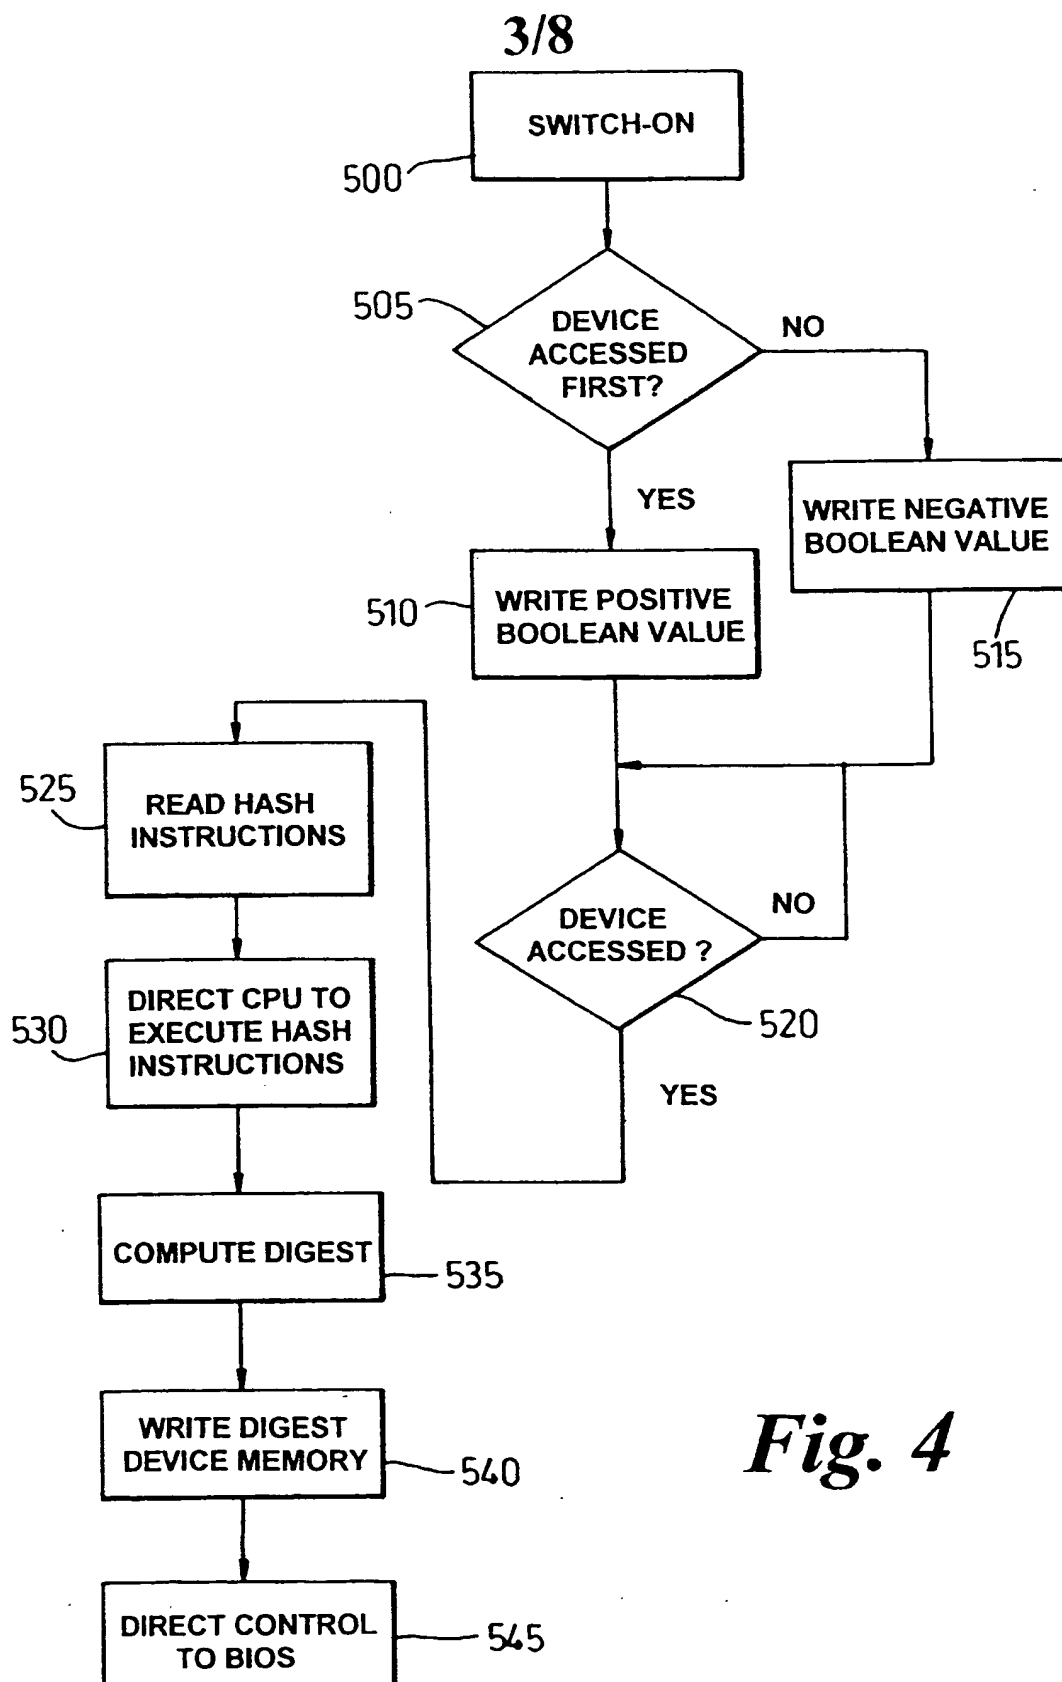 3/8
SWITCH-ON
500
505
DEVICE
ACCESSED
FIRST?
NO
YES
WRITE NEGATIVE
BOOLEAN VALUE
515
510
WRITE POSITIVE
BOOLEAN VALUE
525
READ HASH
INSTRUCTIONS
DEVICE
ACCESSED ?
NO
520
YES
530
DIRECT CPU TO
EXECUTE HASH
INSTRUCTIONS
COMPUTE DIGEST
535
WRITE DIGEST
DEVICE MEMORY
540
Fig. 4
DIRECT CONTROL
TO BIOS
545